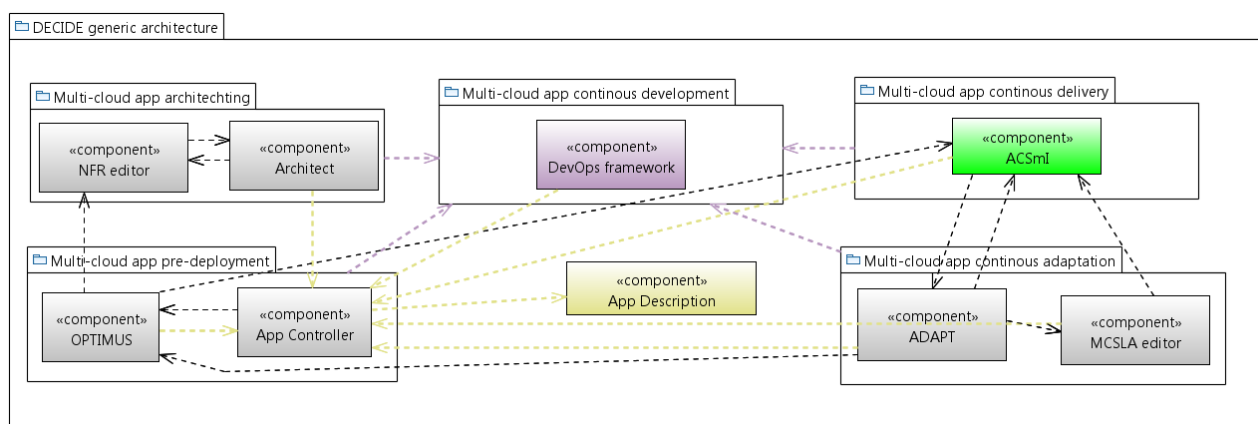 DECIDE generic architecture
Multi-cloud app architechting
«component»
NFR editor
«component»
Architect
Multi-cloud app continous development
«component»
DevOps framework
Multi-cloud app continous delivery
«component»
ACSmI
Multi-cloud app pre-deployment
«component»
OPTIMUS
«component»
App Controller
«component»
App Description
Multi-cloud app continous adaptation
«component»
ADAPT
«component»
MCSLA editor